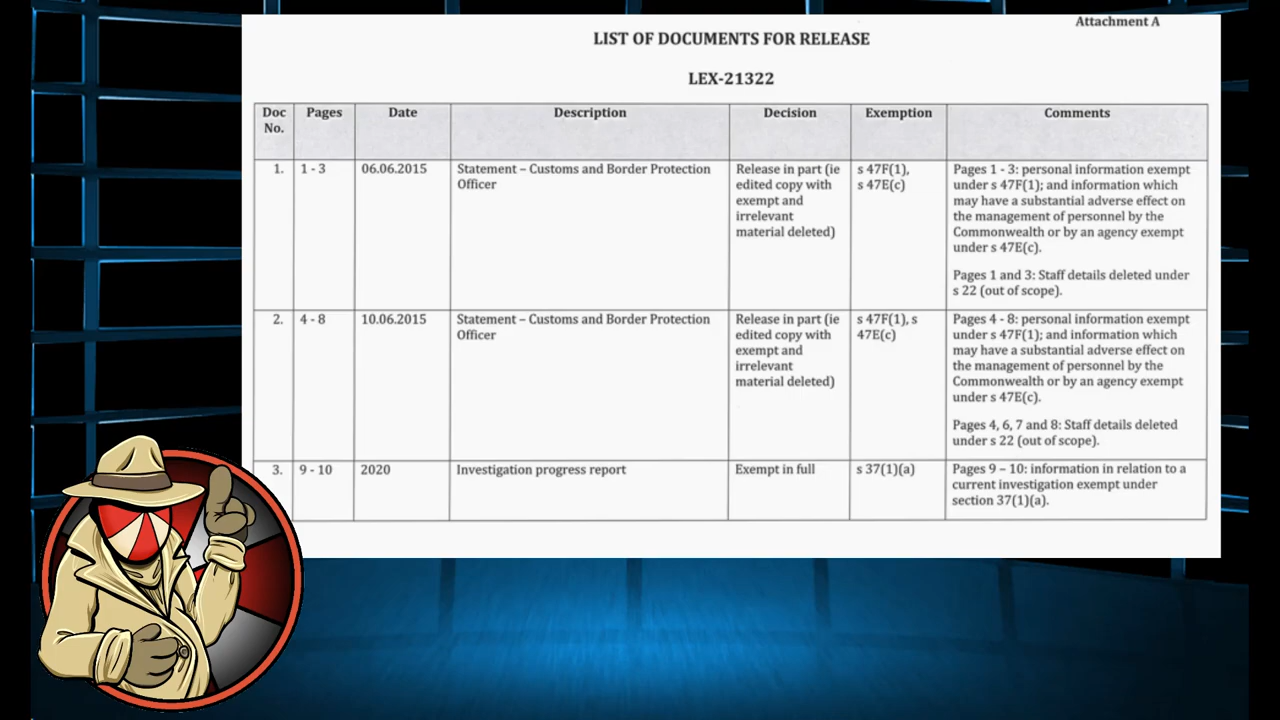 Attachment A
LIST OF DOCUMENTS FOR RELEASE
LEX-21322
Doc No. Pages Date Description Decision Exemption Comments
1. 1 - 3 06.06.2015 Statement – Customs and Border Protection Officer
Release in part (ie
edited copy with
exempt and
irrelevant
material deleted)
s 47F(1),
s 47E(c)
Pages 1 - 3: personal information exempt
under s 47F(1); and information which
may have a substantial adverse effect on
the management of personnel by the
Commonwealth or by an agency exempt
under s 47E(c).
Pages 1 and 3: Staff details deleted under
s 22 (out of scope).
2. 4 - 8 10.06.2015 Statement – Customs and Border Protection Officer
Release in part (ie
edited copy with
exempt and
irrelevant
material deleted)
s 47F(1), s
47E(c)
Pages 4 - 8: personal information exempt
under s 47F(1); and information which
may have a substantial adverse effect on
the management of personnel by the
Commonwealth or by an agency exempt
under s 47E(c).
Pages 4, 6, 7 and 8: Staff details deleted
under s 22 (out of scope).
3. 9 - 10 2020 Investigation progress report Exempt in full s 37(1)(a)
Pages 9 – 10: information in relation to a
current investigation exempt under
section 37(1)(a).